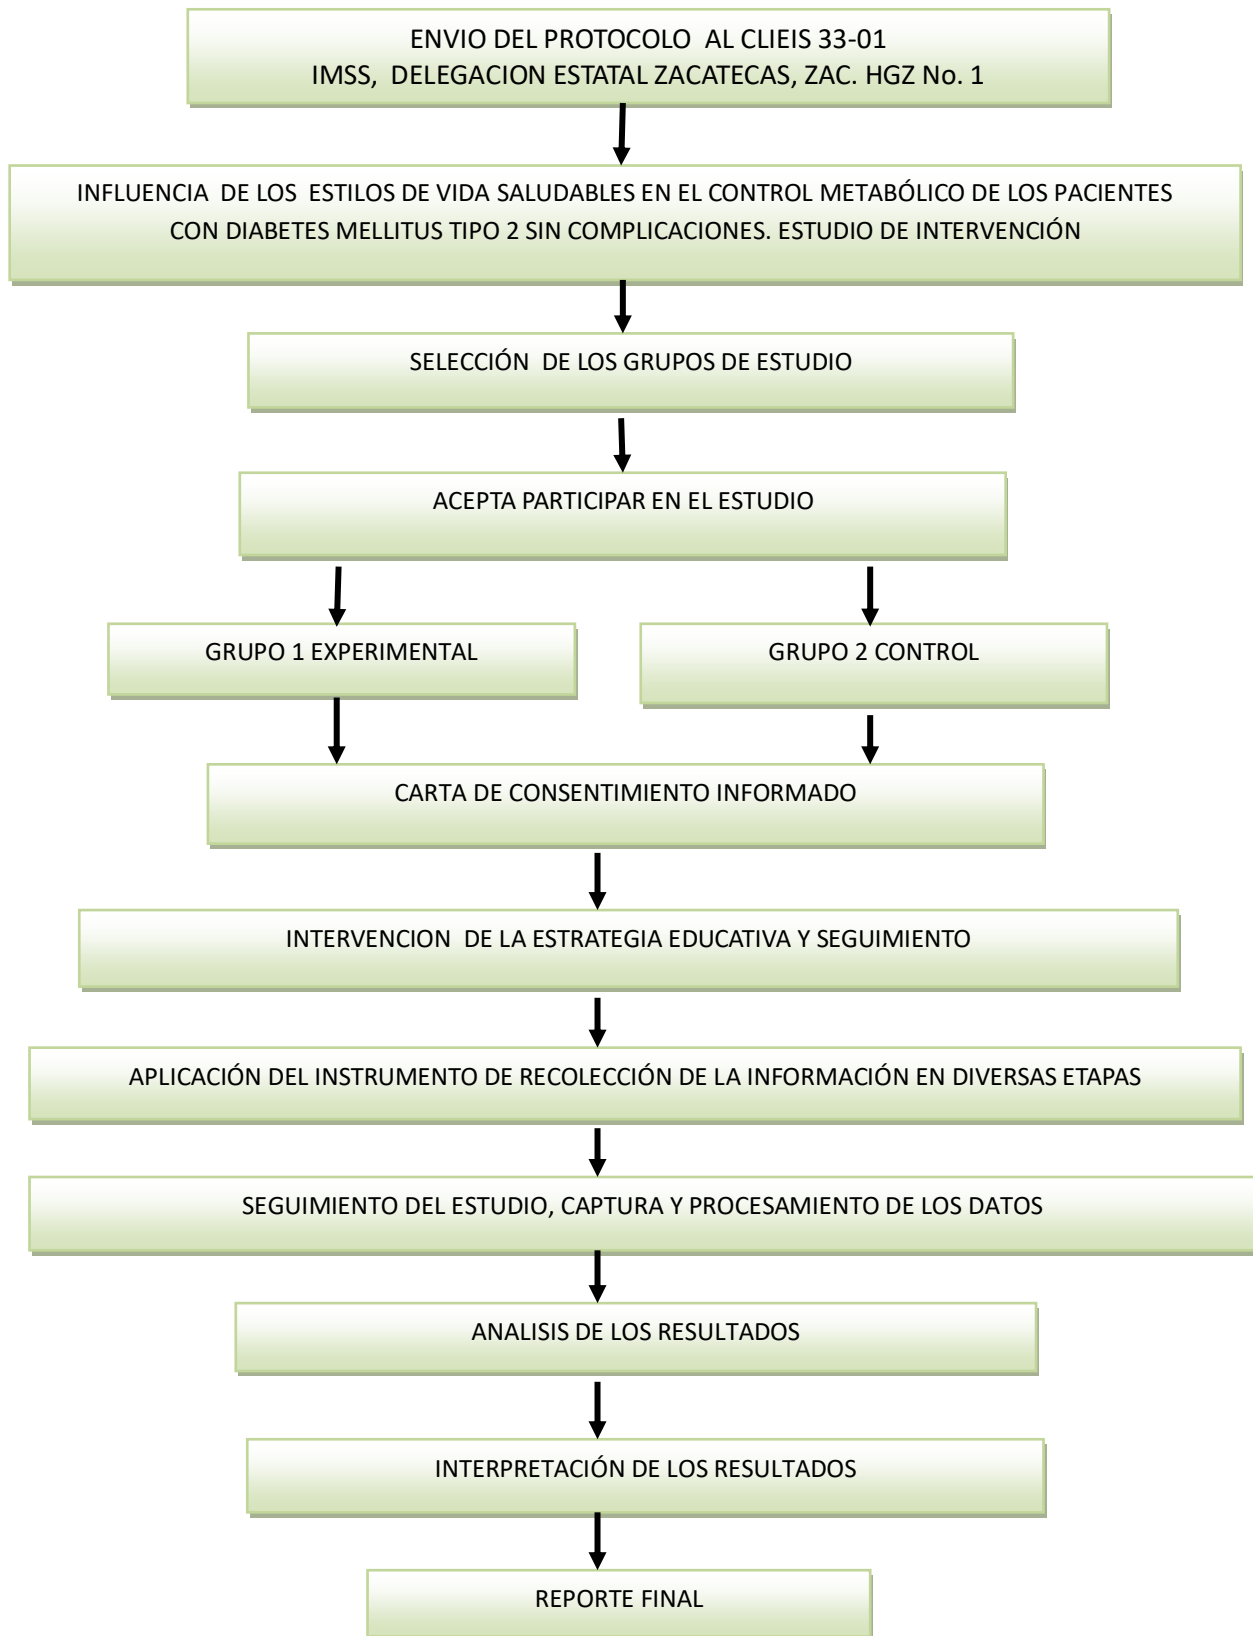 ENVIO DEL PROTOCOLO AL CLIEIS 33-01
IMSS, DELEGACION ESTATAL ZACATECAS, ZAC. HGZ No. 1
INFLUENCIA DE LOS ESTILOS DE VIDA SALUDABLES EN EL CONTROL METABÓLICO DE LOS PACIENTES
CON DIABETES MELLITUS TIPO 2 SIN COMPLICACIONES. ESTUDIO DE INTERVENCIÓN
SELECCIÓN DE LOS GRUPOS DE ESTUDIO
ACEPTA PARTICIPAR EN EL ESTUDIO
GRUPO 1 EXPERIMENTAL
GRUPO 2 CONTROL
CARTA DE CONSENTIMIENTO INFORMADO
INTERVENCION DE LA ESTRATEGIA EDUCATIVA Y SEGUIMIENTO
APLICACIÓN DEL INSTRUMENTO DE RECOLECCIÓN DE LA INFORMACIÓN EN DIVERSAS ETAPAS
SEGUIMIENTO DEL ESTUDIO, CAPTURA Y PROCESAMIENTO DE LOS DATOS
ANALISIS DE LOS RESULTADOS
INTERPRETACIÓN DE LOS RESULTADOS
REPORTE FINAL